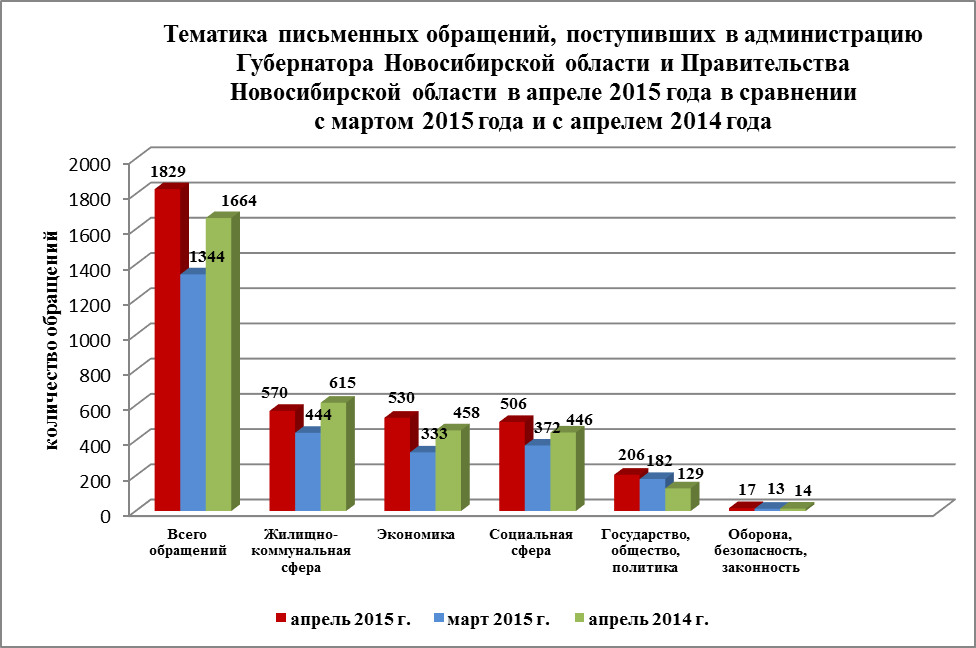 Тематика письменных обращений, поступивших в администрацию
Губернатора Новосибирской области и Правительства
Новосибирской области в апреле 2015 года в сравнении
с мартом 2015 года и с апрелем 2014 года
количество обращений
2000
1800
1600
1400
1200
1000
800
600
400
200
0
1829
1344
1664
570
444
615
530
333
458
506
372
446
206
182
129
17
13
14
Всего
обращений
Жилищно-
коммунальная
сфера
Экономика
Социальная
сфера
Государство,
общество,
политика
Оборона,
безопасность,
законность
апрель 2015 г.
март 2015 г.
апрель 2014 г.